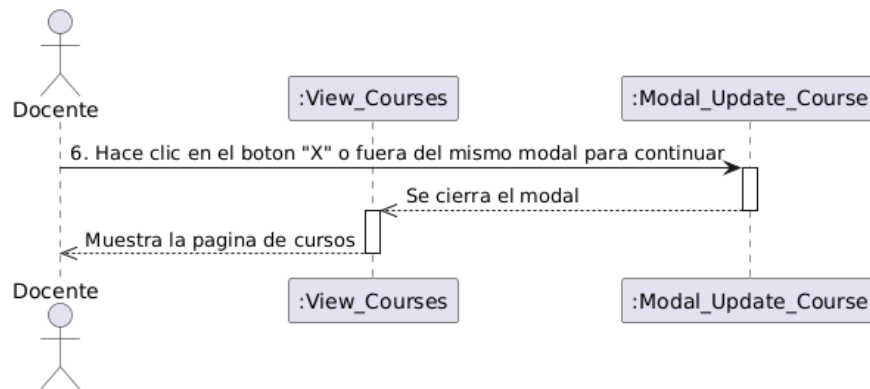 Docente
:View_Courses
:Modal_Update_Course
6. Hace clic en el boton "X" o fuera del mismo modal para continuar
Se cierra el modal
Muestra la pagina de cursos
Docente
:View_Courses
:Modal_Update_Course